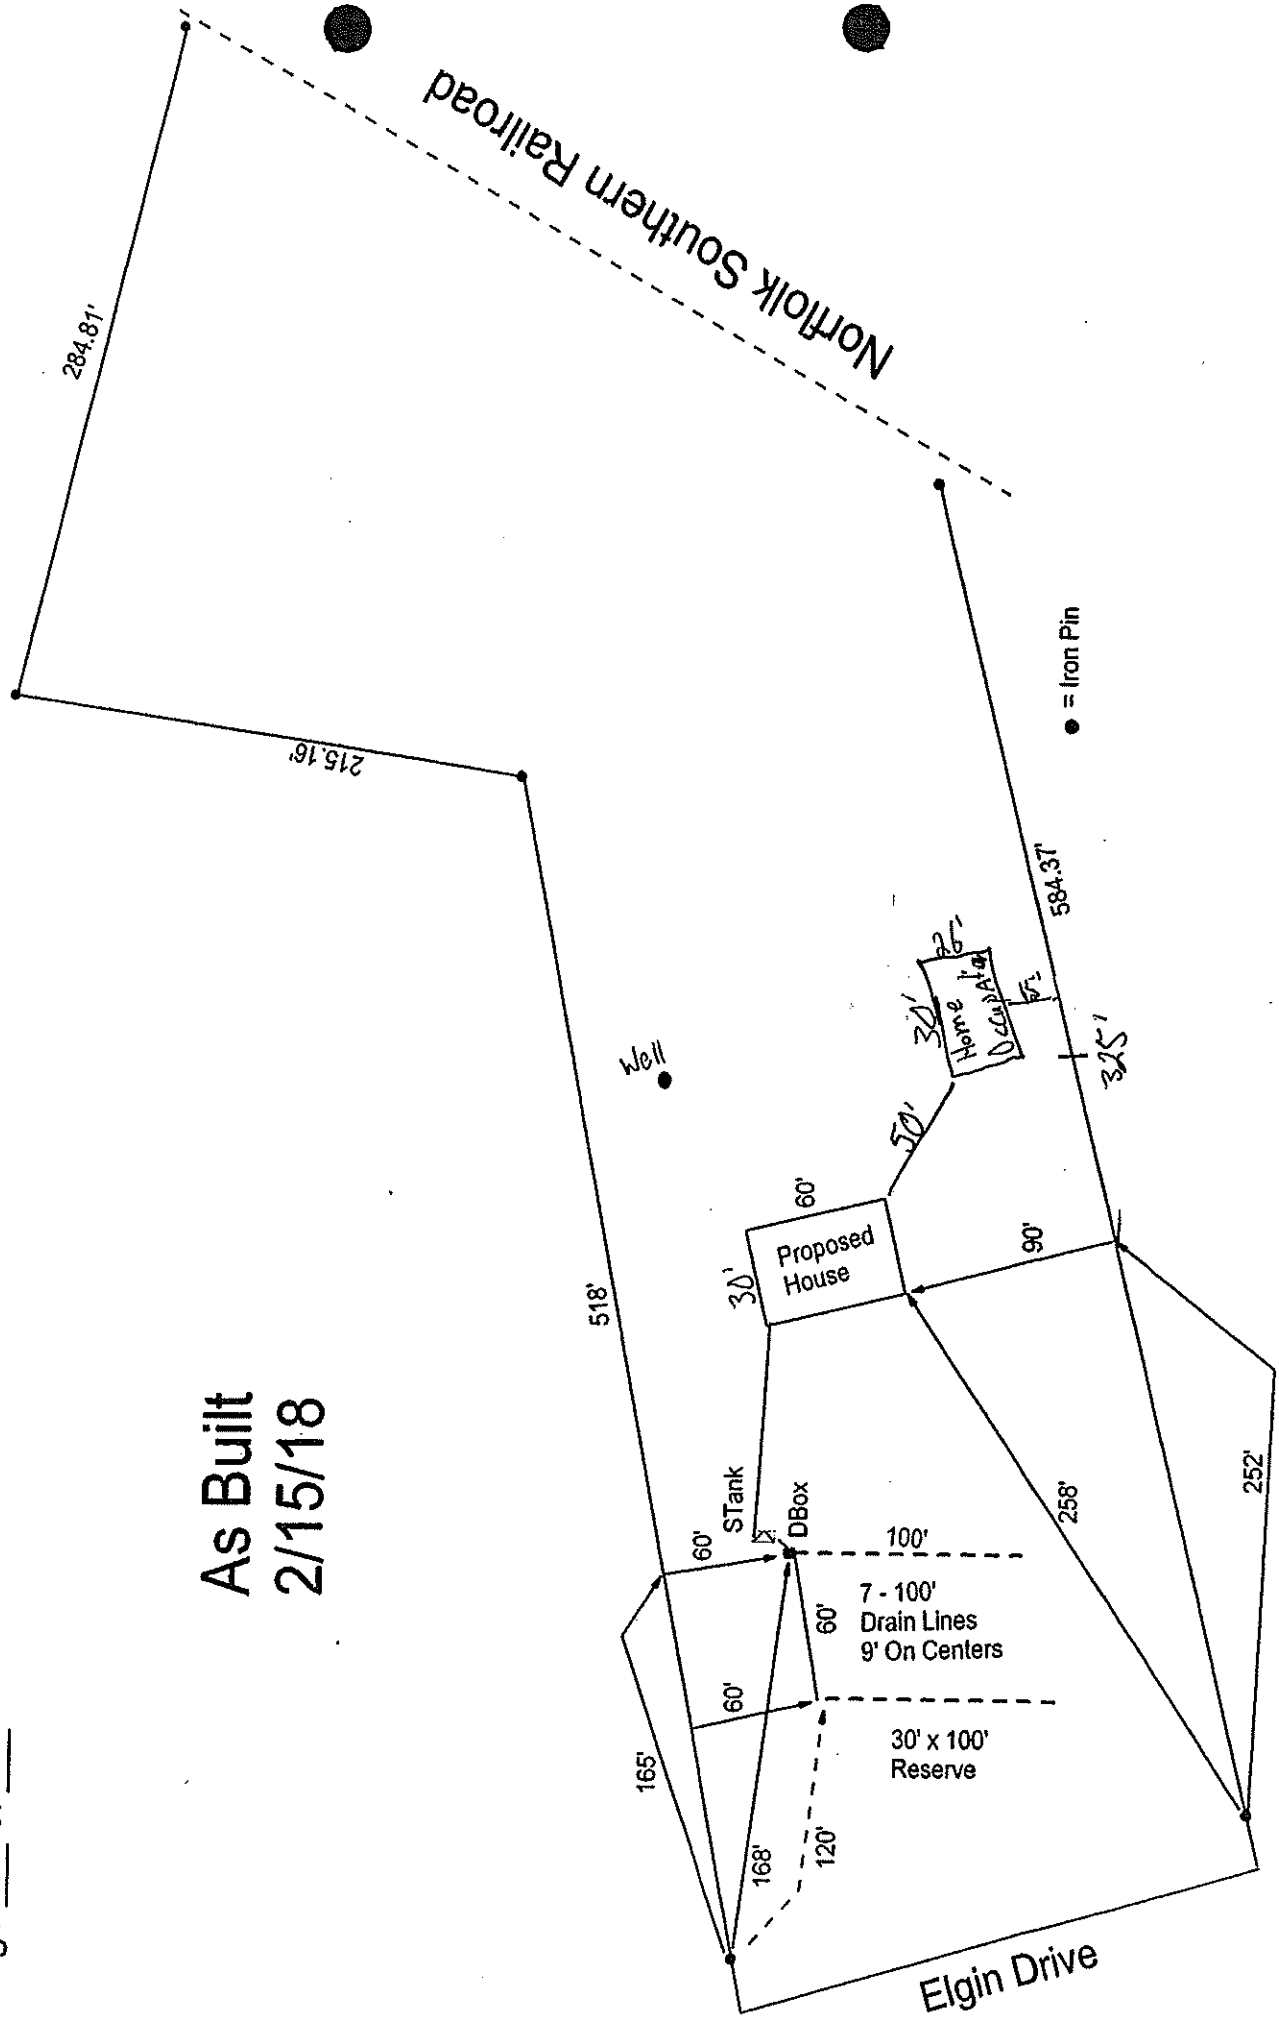 As Built
2/15/18
284.81'
Norflolk Southern Railroad
215.16'
518'
Well
30'
26'
Home
584.37'
325'
= Iron Pin
50'
60'
30'
Proposed
House
90'
258'
252'
STank
DBox
60'
100'
60'
7 - 100'
Drain Lines
9' On Centers
60'
30' x 100'
Reserve
165'
168'
120'
Elgin Drive